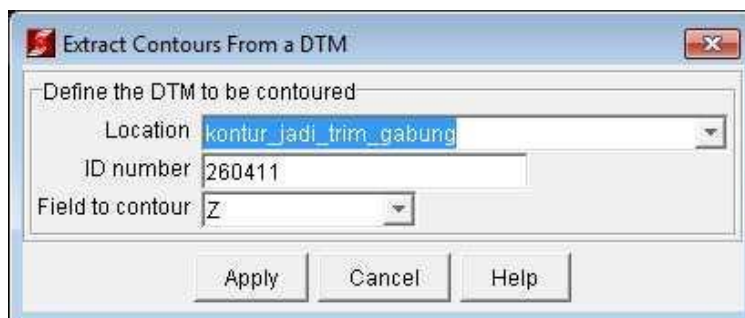 Extract Contours From a DTM
Define the DTM to be contoured
Location kontur_jadi_trim_gabung
ID number 260411
Field to contour Z
Apply Cancel Help